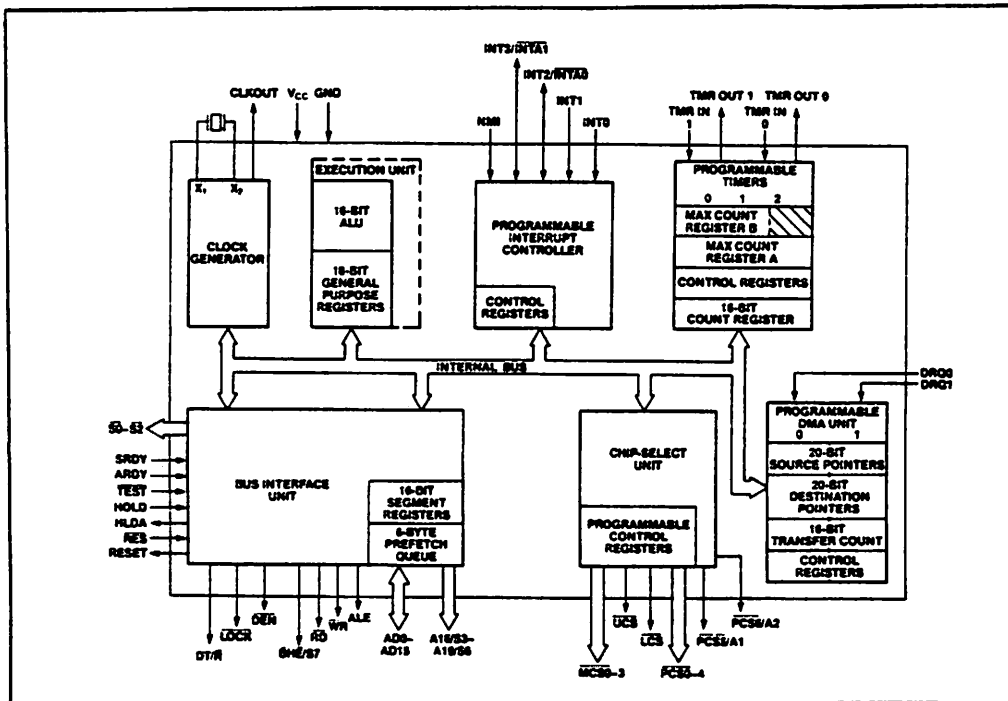 INT3/INTA1
INT2/INTA0
CLKOUT VCC GND
INT1
NMI
INT0
TMR OUT 1 TMR OUT 0
TMR IN
1
TMR IN
0
X1 X2
CLOCK
GENERATOR
EXECUTION UNIT
16-BIT
ALU
16-BIT
GENERAL
PURPOSE
REGISTERS
PROGRAMMABLE
INTERRUPT
CONTROLLER
CONTROL
REGISTERS
PROGRAMMABLE
TIMERS
0 1 2
MAX COUNT
REGISTER B
MAX COUNT
REGISTER A
CONTROL REGISTERS
16-BIT
COUNT REGISTER
INTERNAL BUS
DRQ0
DRQ1
S0-S2
SRDY
ARDY
TEST
HOLD
HLDA
RES
RESET
BUS INTERFACE
UNIT
16-BIT
SEGMENT
REGISTERS
6-BYTE
PREFETCH
QUEUE
CHIP-SELECT
UNIT
PROGRAMMABLE
CONTROL
REGISTERS
PROGRAMMABLE
DMA UNIT
0 1
20-BIT
SOURCE POINTERS
20-BIT
DESTINATION
POINTERS
16-BIT
TRANSFER COUNT
CONTROL
REGISTERS
DT/R
LOCK
DEN
BHE/S7
RD
WR
ALE
AD0-
AD15
A16/S3-
A19/S6
MCS0-3
UCS
LCS
PCS0-4
PCS5/A1
PCS6/A2